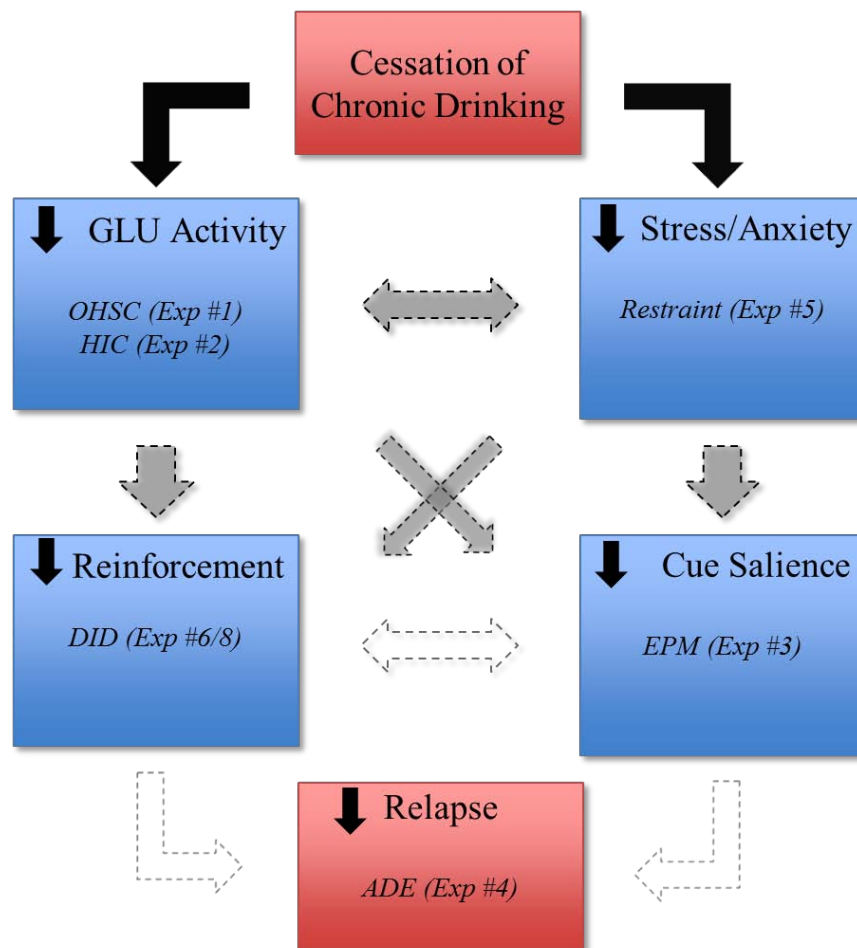 Cessation of
Chronic Drinking
GLU Activity
OHSC (Exp #1)
HIC (Exp #2)
Stress/Anxiety
Restraint (Exp #5)
Reinforcement
DID (Exp #6/8)
Cue Salience
EPM (Exp #3)
Relapse
ADE (Exp #4)